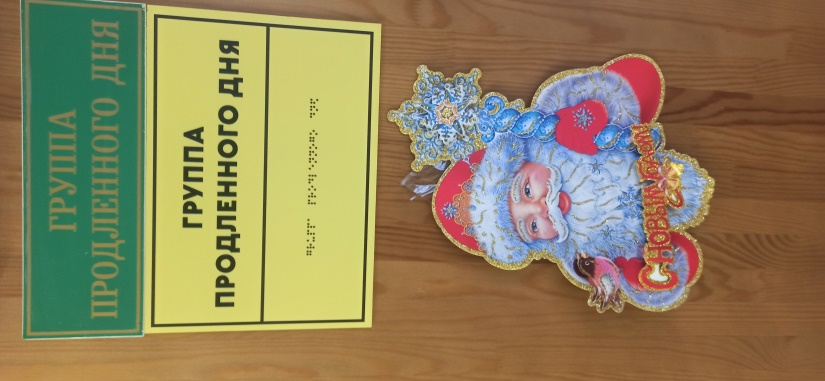 ГРУППА
ПРОДЛЕННОГО ДНЯ
ГРУППА
ПРОДЛЕННОГО ДНЯ
С НОВЫМ ГОДОМ